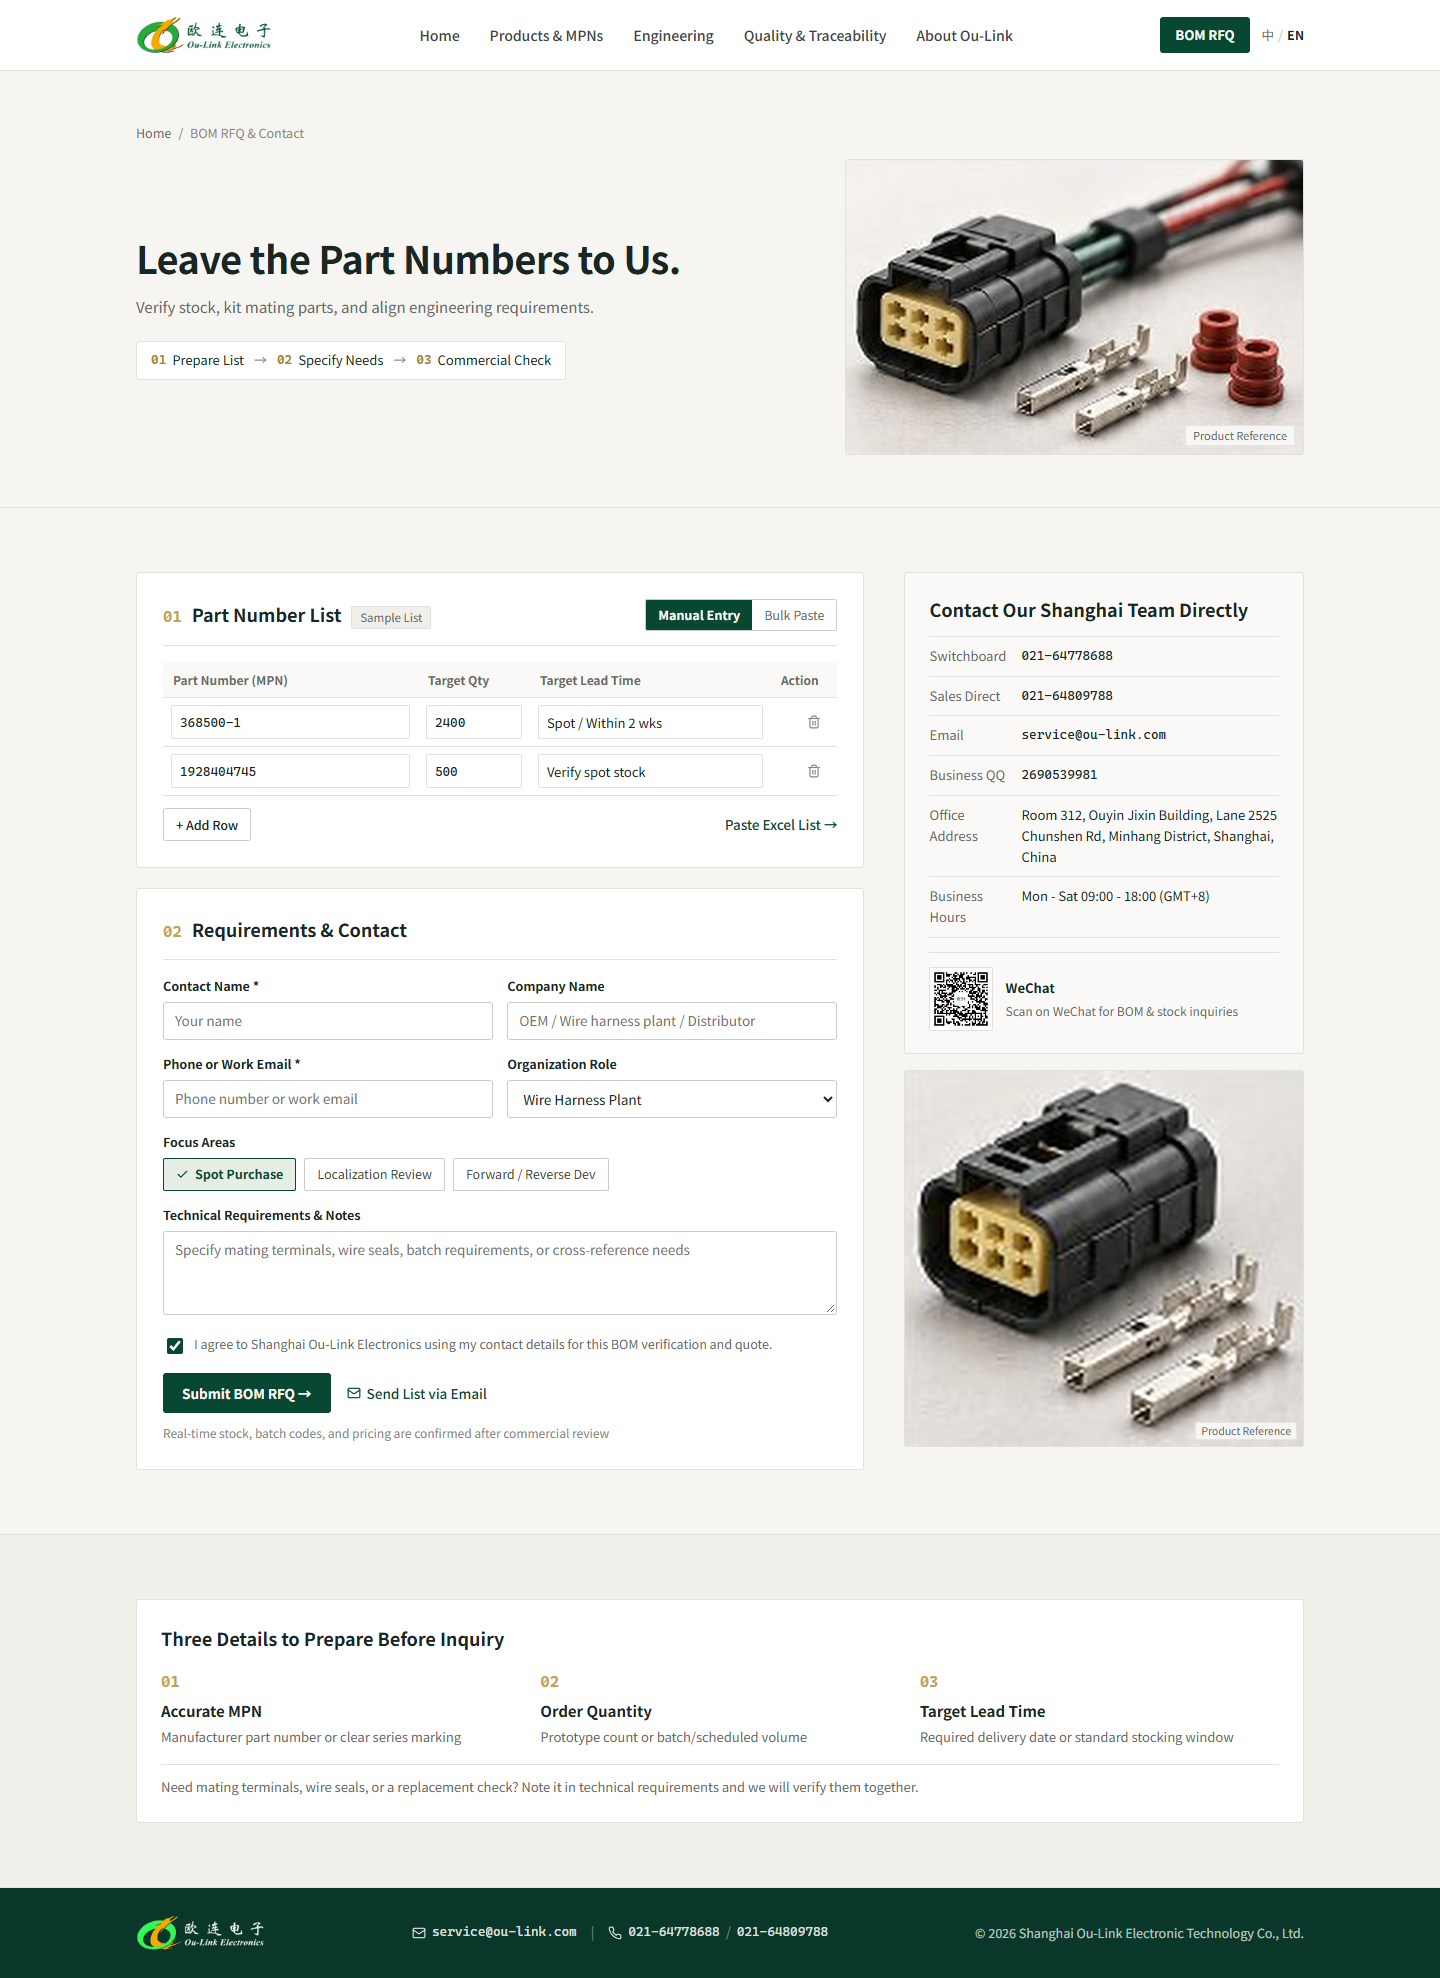 欧连电子
Ou-Link Electronics
Home
Products & MPNs
Engineering
Quality & Traceability
About Ou-Link
BOM RFQ
中 / EN
Home / BOM RFQ & Contact
Leave the Part Numbers to Us.
Verify stock, kit mating parts, and align engineering requirements.
01 Prepare List → 02 Specify Needs → 03 Commercial Check
Product Reference
01 Part Number List
Sample List
Manual Entry
Bulk Paste
Part Number (MPN)
Target Qty
Target Lead Time
Action
368500-1
2400
Spot / Within 2 wks
1928404745
500
Verify spot stock
+ Add Row
Paste Excel List →
02 Requirements & Contact
Contact Name *
Company Name
Your name
OEM / Wire harness plant / Distributor
Phone or Work Email *
Organization Role
Phone number or work email
Wire Harness Plant
Focus Areas
✓ Spot Purchase
Localization Review
Forward / Reverse Dev
Technical Requirements & Notes
Specify mating terminals, wire seals, batch requirements, or cross-reference needs
I agree to Shanghai Ou-Link Electronics using my contact details for this BOM verification and quote.
Submit BOM RFQ →
Send List via Email
Real-time stock, batch codes, and pricing are confirmed after commercial review
Contact Our Shanghai Team Directly
Switchboard 021-64778688
Sales Direct 021-64809788
Email service@ou-link.com
Business QQ 2690539981
Office Address
Room 312, Ouyin Jixin Building, Lane 2525
Chunshen Rd, Minhang District, Shanghai,
China
Business Hours
Mon - Sat 09:00 - 18:00 (GMT+8)
WeChat
Scan on WeChat for BOM & stock inquiries
Product Reference
Three Details to Prepare Before Inquiry
01
Accurate MPN
Manufacturer part number or clear series marking
02
Order Quantity
Prototype count or batch/scheduled volume
03
Target Lead Time
Required delivery date or standard stocking window
Need mating terminals, wire seals, or a replacement check? Note it in technical requirements and we will verify them together.
欧连电子
Ou-Link Electronics
service@ou-link.com | 021-64778688 / 021-64809788
© 2026 Shanghai Ou-Link Electronic Technology Co., Ltd.